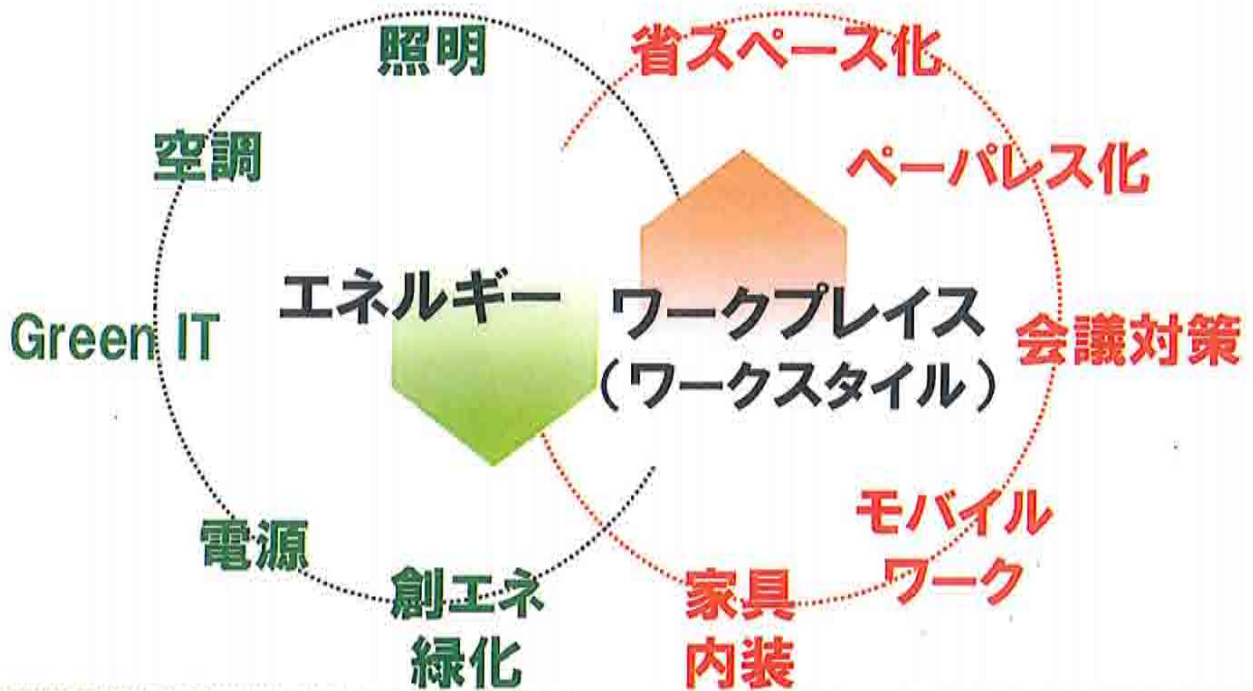 照明
省スペース化
空調
ペーパレス化
エネルギー
ワークプレイス
（ワークスタイル）
Green IT
会議対策
電源
モバイル
ワーク
創エネ
緑化
家具
内装